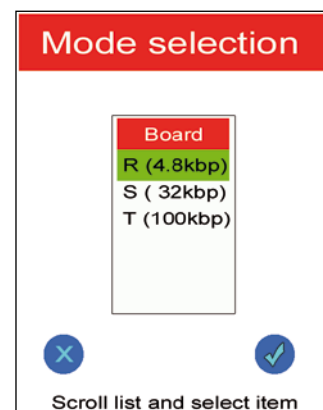 Mode selection
Board
R (4.8kbp)
S ( 32kbp)
T (100kbp)
Scroll list and select item